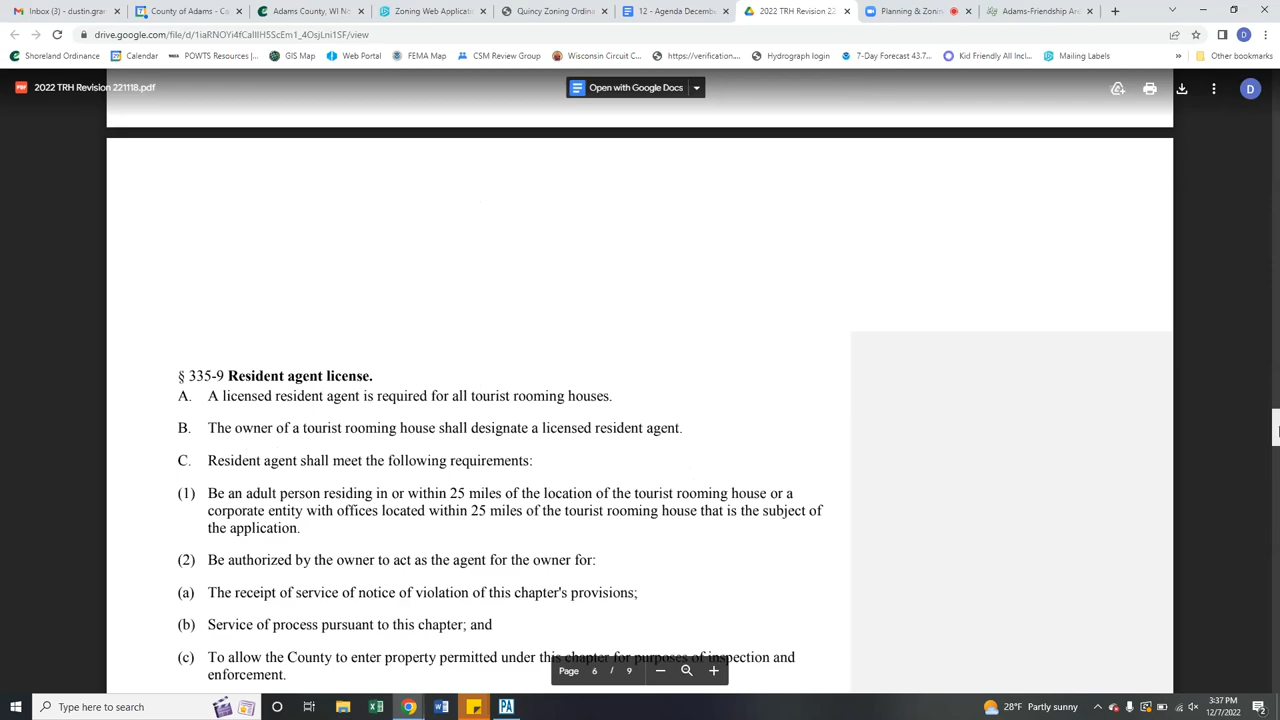 Inbox (3) - dustin.gra
County of Adams - Ca
Adams County, WI No
Zoning Web Applicati
Quincy Zoning Ordin
12 - Agenda Decemb
2022 TRH Revision 22
Planning & Zonin
Adams-Friendship Are
drive.google.com/file/d/1iaRNOYi4fCaIIIH5ScEm1_4OsjLni1SF/view
Shoreland Ordinance
Calendar
POWTS Resources |...
GIS Map
Web Portal
FEMA Map
CSM Review Group
Wisconsin Circuit C...
https://verification....
Hydrograph login
7-Day Forecast 43.7...
Kid Friendly All Incl...
Mailing Labels
»
Other bookmarks
PDF
2022 TRH Revision 221118.pdf
Open with Google Docs
D
§ 335-9 Resident agent license.
A. A licensed resident agent is required for all tourist rooming houses.
B. The owner of a tourist rooming house shall designate a licensed resident agent.
C. Resident agent shall meet the following requirements:
(1) Be an adult person residing in or within 25 miles of the location of the tourist rooming house or a
corporate entity with offices located within 25 miles of the tourist rooming house that is the subject of
the application.
(2) Be authorized by the owner to act as the agent for the owner for:
(a) The receipt of service of notice of violation of this chapter's provisions;
(b) Service of process pursuant to this chapter; and
(c) To allow the County to enter property permitted under this chapter for purposes of inspection and
enforcement.
Page 6 / 9
Type here to search
28°F Partly sunny
3:37 PM
12/7/2022